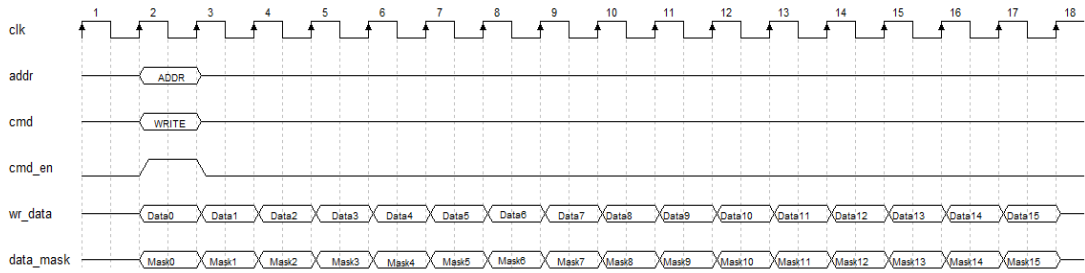 1 2 3 4 5 6 7 8 9 10 11 12 13 14 15 16 17 18
clk
addr ADDR
cmd WRITE
cmd_en
wr_data Data0 Data1 Data2 Data3 Data4 Data5 Data6 Data7 Data8 Data9 Data10 Data11 Data12 Data13 Data14 Data15
data_mask Mask0 Mask1 Mask2 Mask3 Mask4 Mask5 Mask6 Mask7 Mask8 Mask9 Mask10 Mask11 Mask12 Mask13 Mask14 Mask15